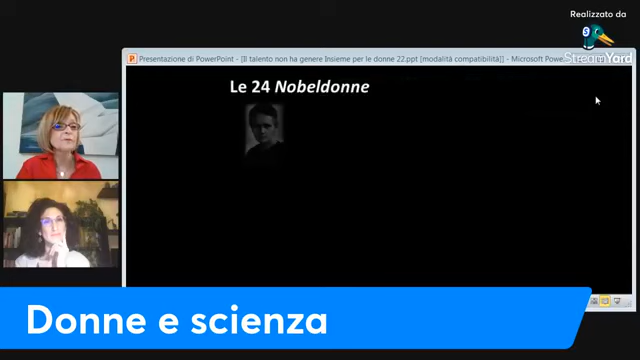 Realizzato da
StreamYard
Presentazione di PowerPoint - [Il talento non ha genere Insieme per le donne 22.ppt [modalità compatibilità]] - Microsoft Powe
Le 24 Nobeldonne
Donne e scienza